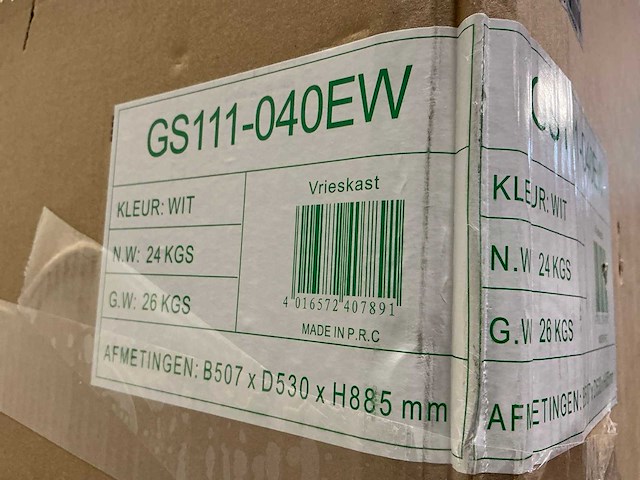 GS111-040EW
KLEUR: WIT
N.W: 24 KGS
G.W: 26 KGS
Vrieskast
4 016572 407891
MADE IN P.R.C
AFMETINGEN: B507 x D530 x H885 mm
KLEUR: WIT
N.W 24 KGS
G.W 26 KGS
AFMETINGEN: